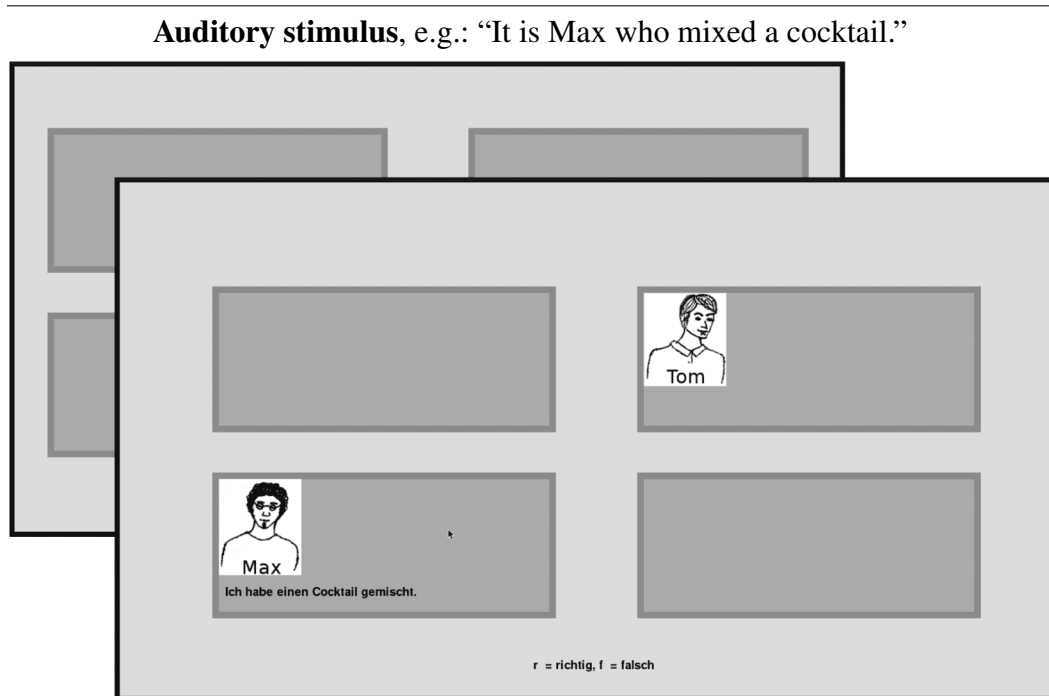 Auditory stimulus, e.g.: “It is Max who mixed a cocktail.”
Tom
Max
Ich habe einen Cocktail gemischt.
r = richtig, f = falsch